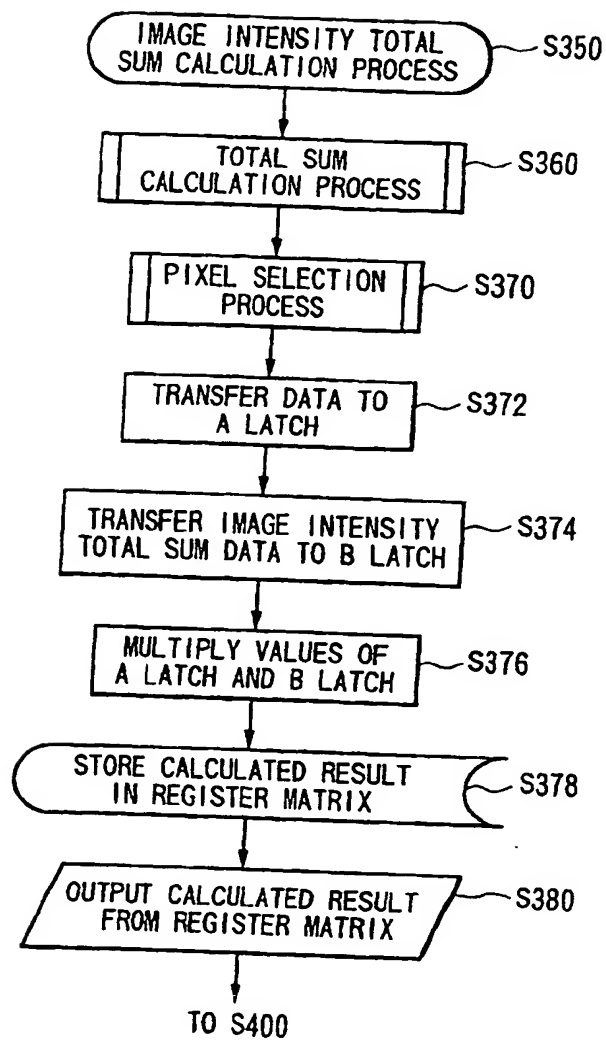 IMAGE INTENSITY TOTAL
SUM CALCULATION PROCESS
S350
TOTAL SUM
CALCULATION PROCESS
S360
PIXEL SELECTION
PROCESS
S370
TRANSFER DATA TO
A LATCH
S372
TRANSFER IMAGE INTENSITY
TOTAL SUM DATA TO B LATCH
S374
MULTIPLY VALUES OF
A LATCH AND B LATCH
S376
STORE CALCULATED RESULT
IN REGISTER MATRIX
S378
OUTPUT CALCULATED RESULT
FROM REGISTER MATRIX
S380
TO S400